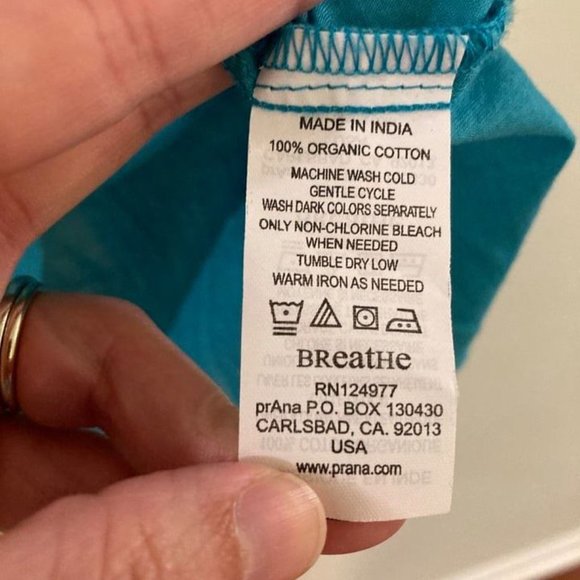 MADE IN INDIA
100% ORGANIC COTTON
MACHINE WASH COLD
GENTLE CYCLE
WASH DARK COLORS SEPARATELY
ONLY NON-CHLORINE BLEACH
WHEN NEEDED
TUMBLE DRY LOW
WARM IRON AS NEEDED
BReatHe
RN124977
prAna P.O. BOX 130430
CARLSBAD, CA. 92013
USA
www.prana.com